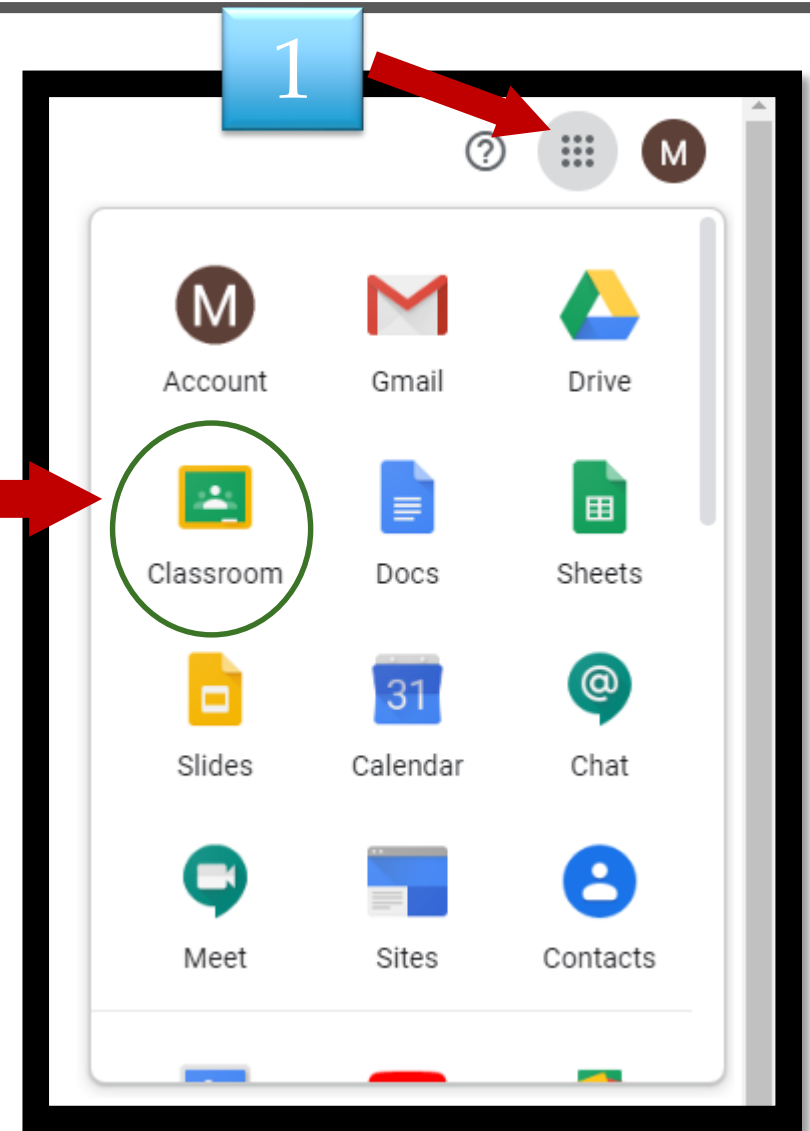 1
M
M
Account Gmail Drive
Classroom Docs Sheets
31 @
Slides Calendar Chat
Meet Sites Contacts